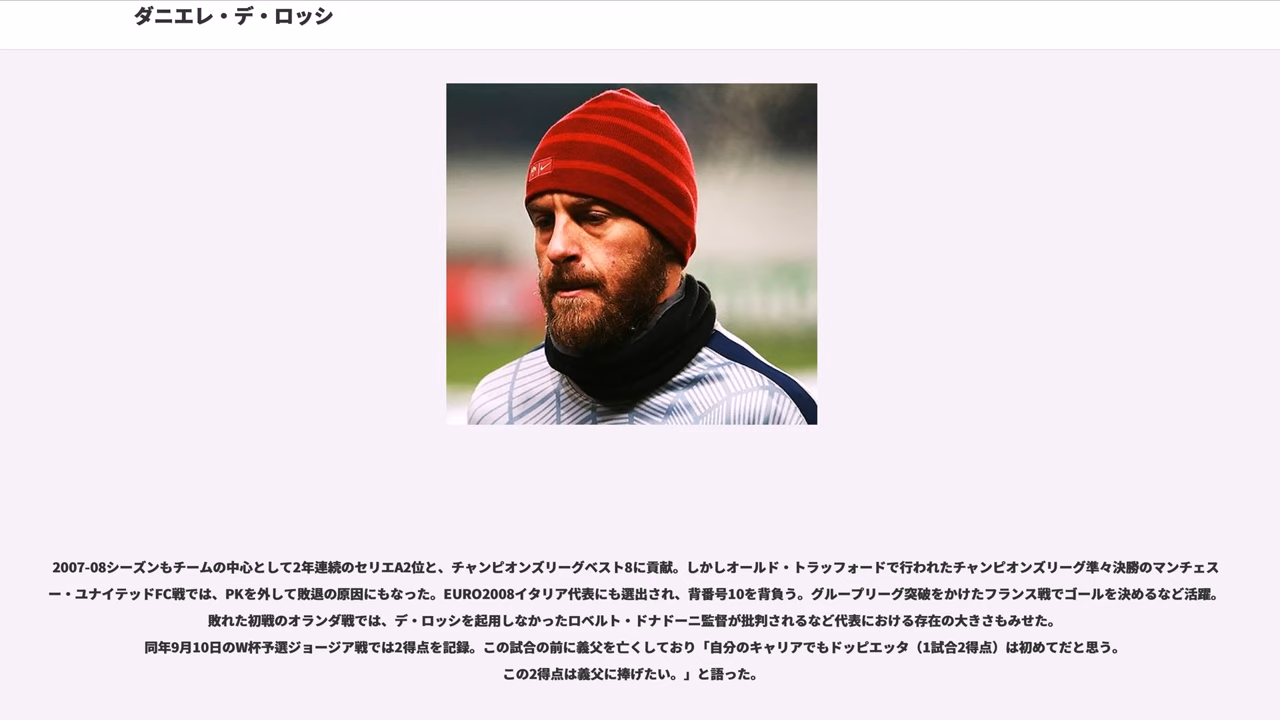 ダニエレ・デ・ロッシ
2007-08シーズンもチームの中心として2年連続のセリエA2位と、チャンピオンズリーグベスト8に貢献。しかしオールド・トラッフォードで行われたチャンピオンズリーグ準々決勝のマンチェス
ー・ユナイテッドFC戦では、PKを外して敗退の原因にもなった。EURO2008イタリア代表にも選出され、背番号10を背負う。グループリーグ突破をかけたフランス戦でゴールを決めるなど活躍。
敗れた初戦のオランダ戦では、デ・ロッシを起用しなかったロベルト・ドナドーニ監督が批判されるなど代表における存在の大きさもみせた。
同年9月10日のW杯予選ジョージア戦では2得点を記録。この試合の前に義父を亡くしており「自分のキャリアでもドッピエッタ（1試合2得点）は初めてだと思う。
この2得点は義父に捧げたい。」と語った。